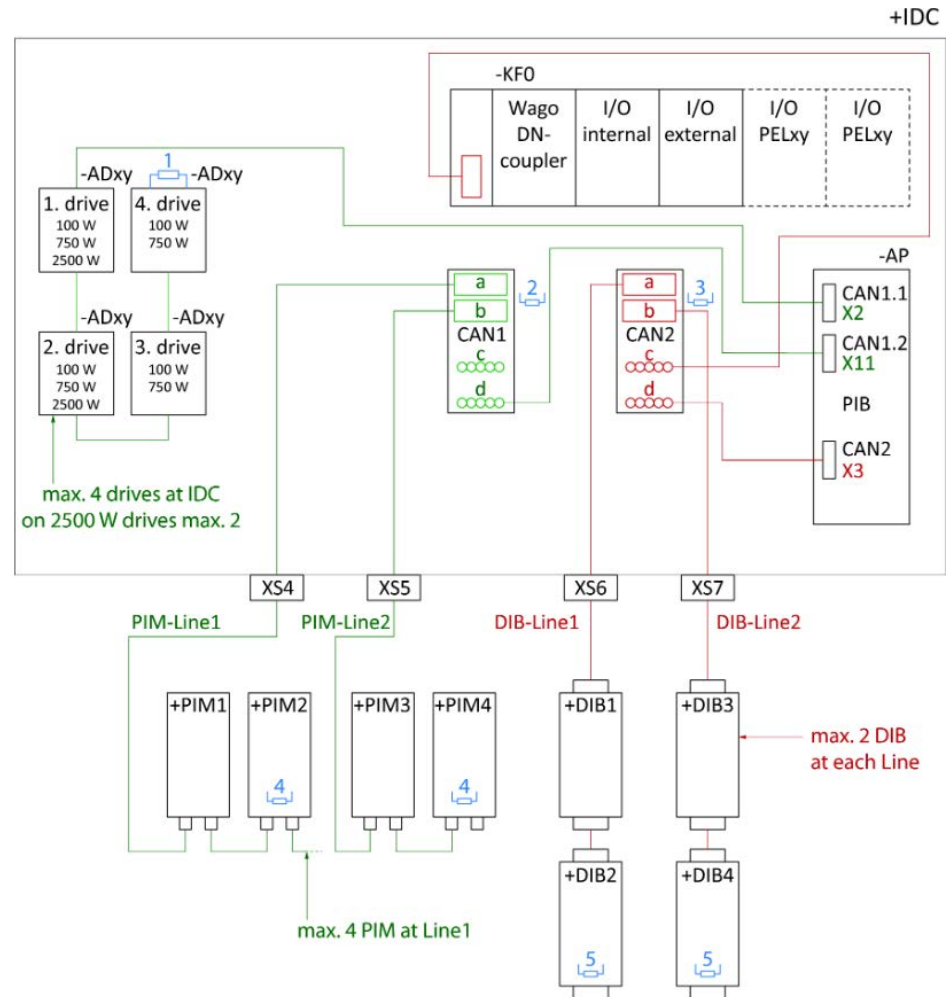 +IDC
-KF0
Wago
DN-
coupler
I/O
internal
I/O
external
I/O
PELxy
I/O
PELxy
-ADxy
1
-ADxy
1. drive
100 W
750 W
2500 W
4. drive
100 W
750 W
-ADxy
-ADxy
2. drive
100 W
750 W
2500 W
3. drive
100 W
750 W
max. 4 drives at IDC
on 2500 W drives max. 2
a
b
CAN1
c
d
2
a
b
CAN2
c
d
3
-AP
CAN1.1
X2
CAN1.2
X11
PIB
CAN2
X3
XS4
XS5
XS6
XS7
PIM-Line1
PIM-Line2
DIB-Line1
DIB-Line2
+PIM1
+PIM2
4
+PIM3
+PIM4
4
+DIB1
+DIB3
max. 2 DIB
at each Line
+DIB2
5
+DIB4
5
max. 4 PIM at Line1